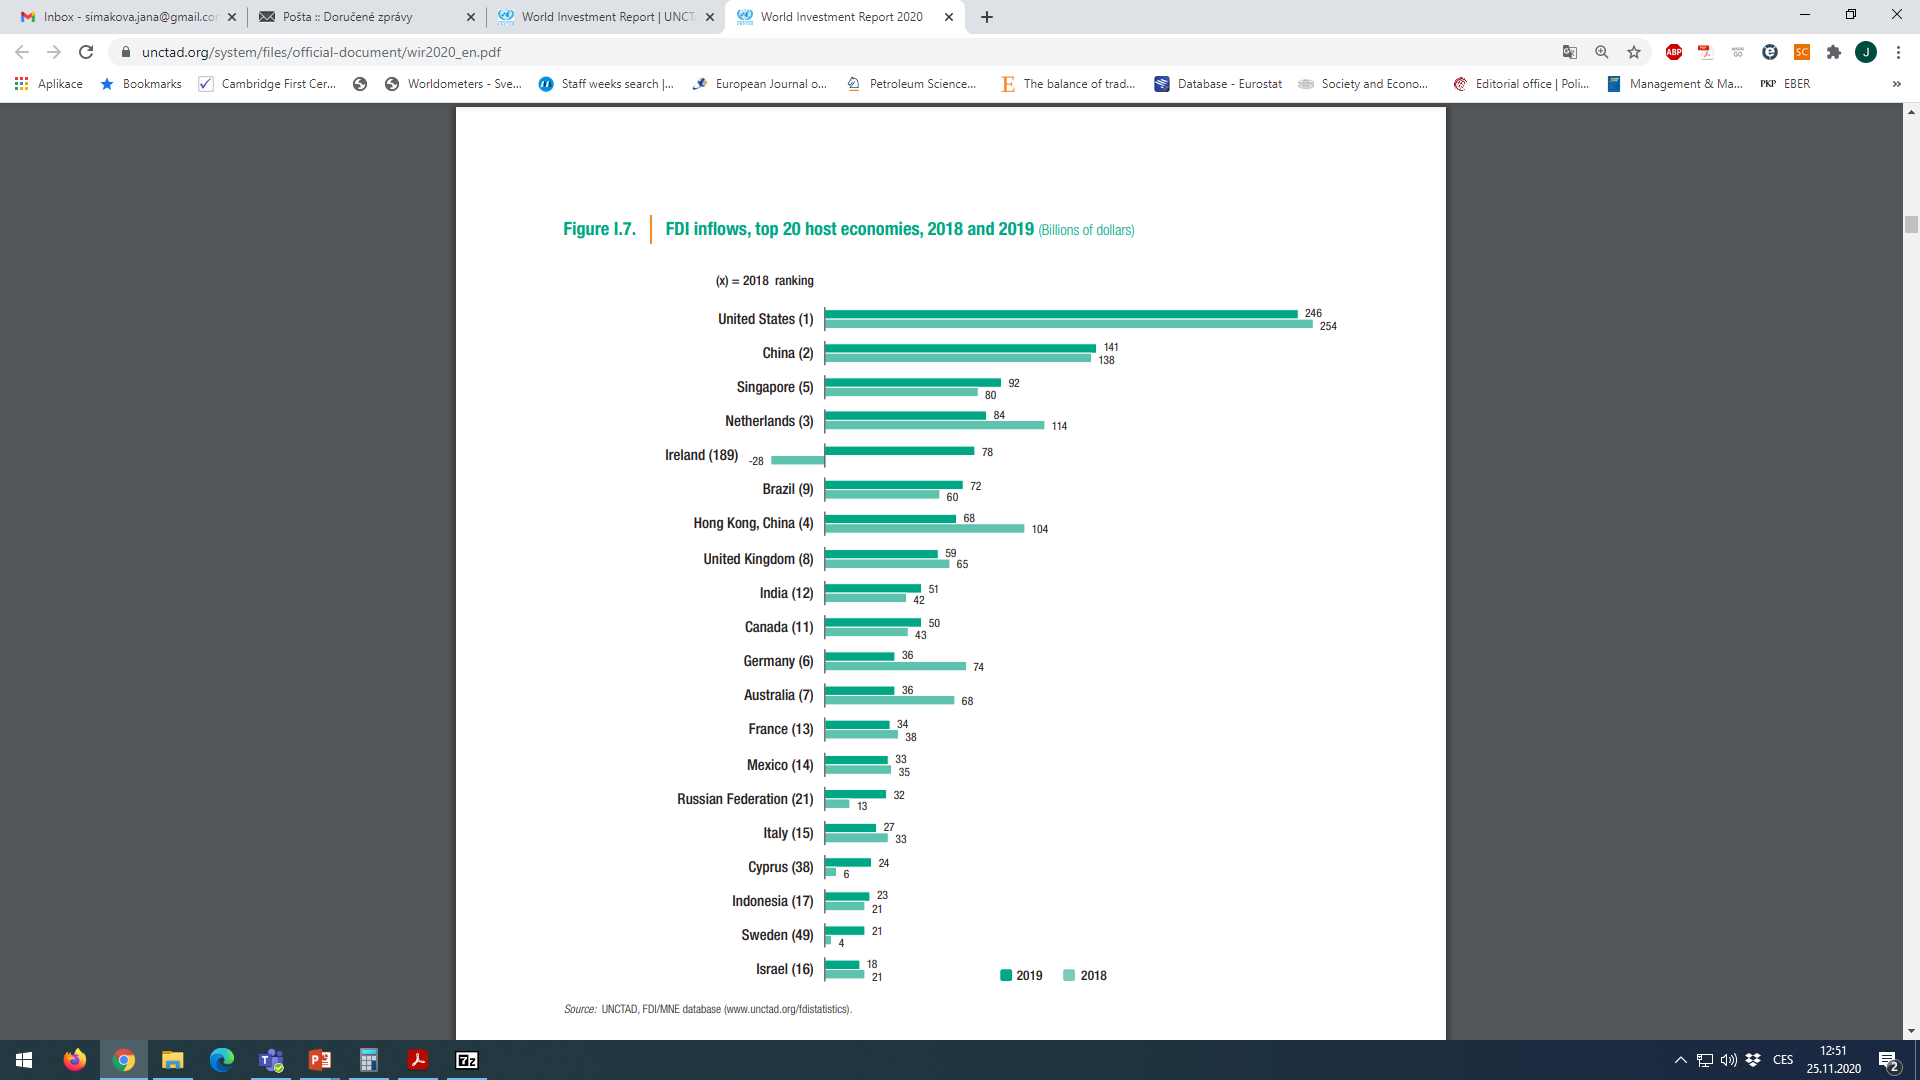 Inbox - simakova.jana@gmail.cor
Pošta :: Doručené zprávy
World Investment Report | UNCT
World Investment Report 2020
unctad.org/system/files/official-document/wir2020_en.pdf
ABP
SC
J
Aplikace
Bookmarks
Cambridge First Cer...
Worldometers - Sve...
Staff weeks search |...
European Journal o...
Petroleum Science...
E The balance of trad...
Database - Eurostat
Society and Econo...
Editorial office | Poli...
Management & Ma...
PKP EBER
»
Figure I.7. FDI inflows, top 20 host economies, 2018 and 2019 (Billions of dollars)
(x) = 2018 ranking
United States (1) 246
254
China (2) 141
138
Singapore (5) 92
80
Netherlands (3) 84
114
Ireland (189) -28 78
Brazil (9) 72
60
Hong Kong, China (4) 68
104
United Kingdom (8) 59
65
India (12) 51
42
Canada (11) 50
43
Germany (6) 36
74
Australia (7) 36
68
France (13) 34
38
Mexico (14) 33
35
Russian Federation (21) 32
13
Italy (15) 27
33
Cyprus (38) 24
6
Indonesia (17) 23
21
Sweden (49) 21
4
Israel (16) 18
21
2019 2018
Source: UNCTAD, FDI/MNE database (www.unctad.org/fdistatistics).
7z
CES
12:51
25.11.2020
2